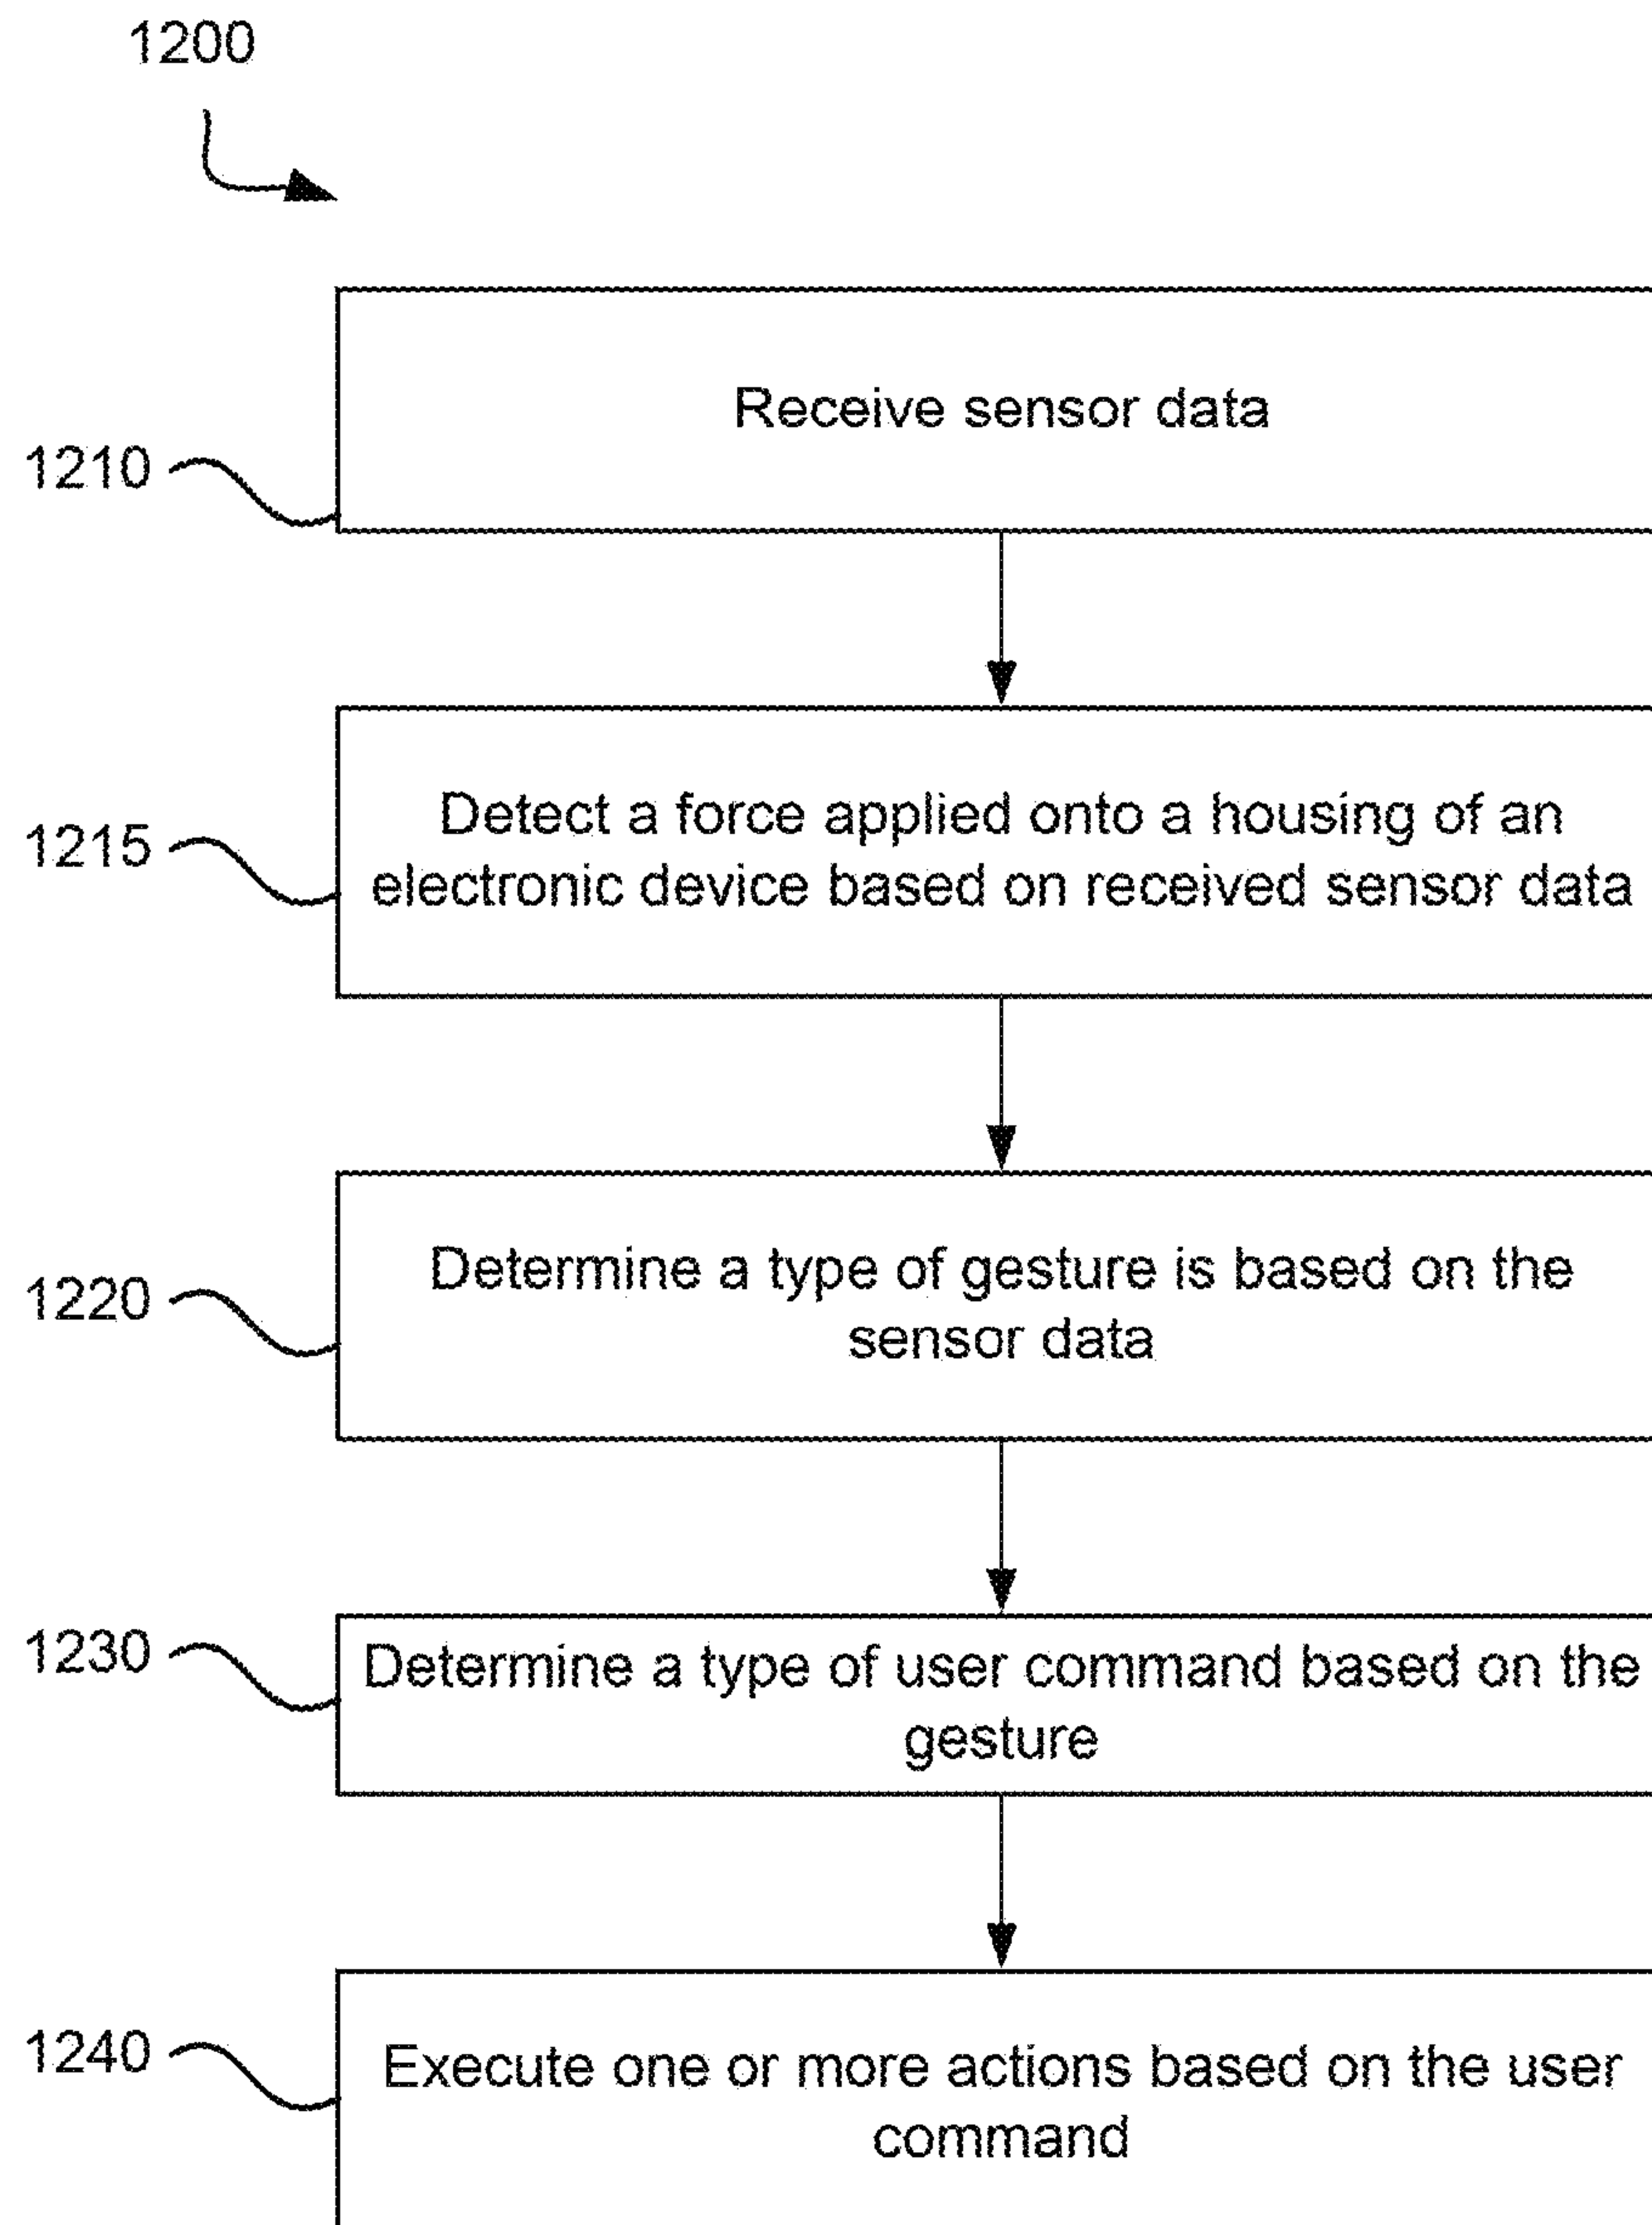 1200
Receive sensor data
1210
Detect a force applied onto a housing of an
electronic device based on received sensor data
1215
Determine a type of gesture is based on the
sensor data
1220
Determine a type of user command based on the
gesture
1230
Execute one or more actions based on the user
command
1240